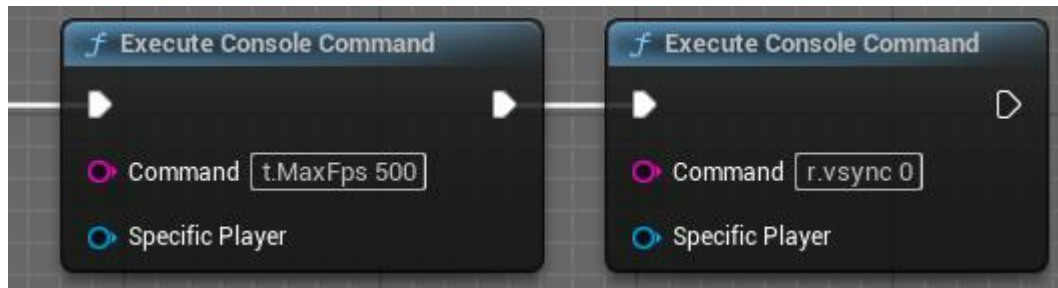 f Execute Console Command
Command t.MaxFps 500
Specific Player
f Execute Console Command
Command r.vsync 0
Specific Player